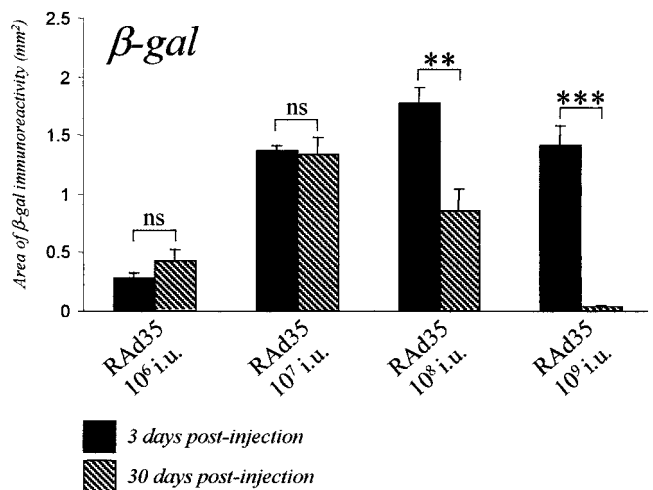 β-gal
Area of β-gal immunoreactivity (mm²)
2.5
2
1.5
1
0.5
0
ns
ns
**
***
RAd35
10⁶ i.u.
RAd35
10⁷ i.u.
RAd35
10⁸ i.u.
RAd35
10⁹ i.u.
3 days post-injection
30 days post-injection